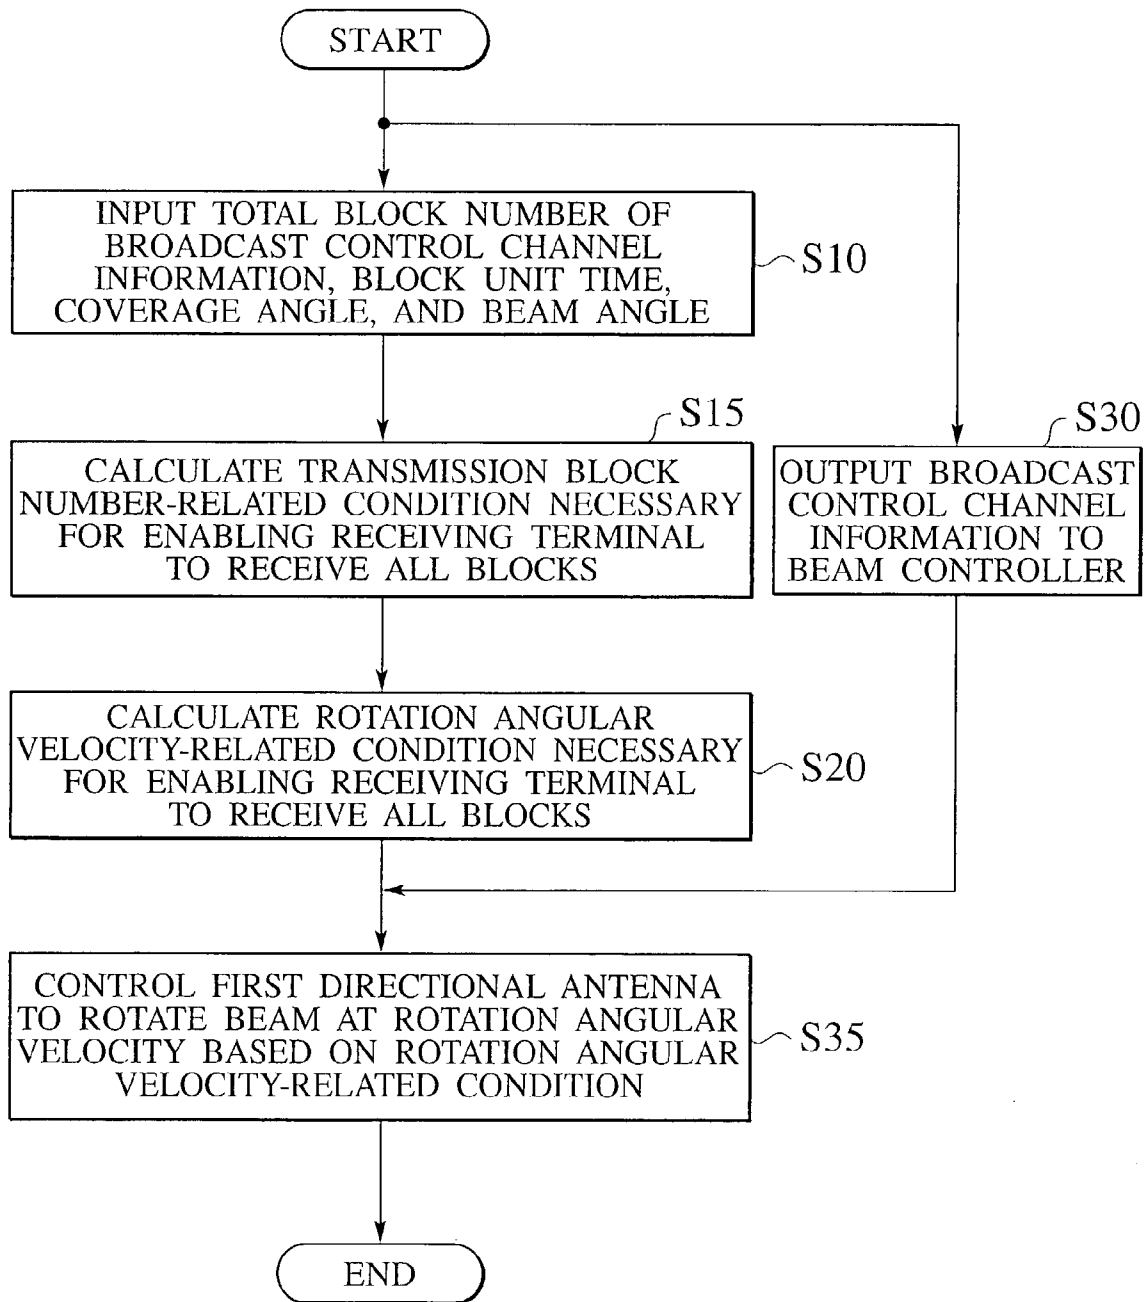 START
INPUT TOTAL BLOCK NUMBER OF
BROADCAST CONTROL CHANNEL
INFORMATION, BLOCK UNIT TIME,
COVERAGE ANGLE, AND BEAM ANGLE
S10
S15
CALCULATE TRANSMISSION BLOCK
NUMBER-RELATED CONDITION NECESSARY
FOR ENABLING RECEIVING TERMINAL
TO RECEIVE ALL BLOCKS
S30
OUTPUT BROADCAST
CONTROL CHANNEL
INFORMATION TO
BEAM CONTROLLER
CALCULATE ROTATION ANGULAR
VELOCITY-RELATED CONDITION NECESSARY
FOR ENABLING RECEIVING TERMINAL
TO RECEIVE ALL BLOCKS
S20
CONTROL FIRST DIRECTIONAL ANTENNA
TO ROTATE BEAM AT ROTATION ANGULAR
VELOCITY BASED ON ROTATION ANGULAR
VELOCITY-RELATED CONDITION
S35
END